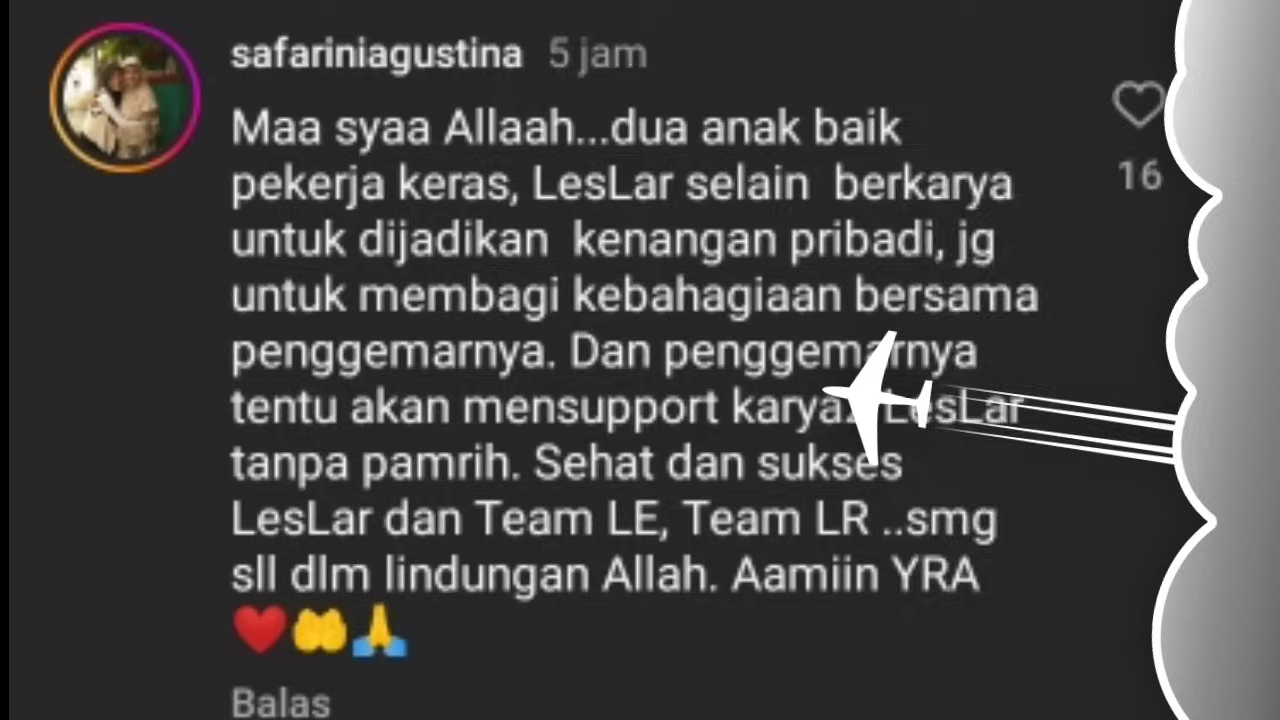 safariniagustina 5 jam
Maa syaa Allaah...dua anak baik
pekerja keras, LesLar selain berkarya
untuk dijadikan kenangan pribadi, jg
untuk membagi kebahagiaan bersama
penggemarnya. Dan penggemarnya
tentu akan mensupport LesLar
tanpa pamrih. Sehat dan sukses
LesLar dan Team LE, Team LR ..smg
sll dlm lindungan Allah. Aamiin YRA
❤️🤲🙏
Balas
16